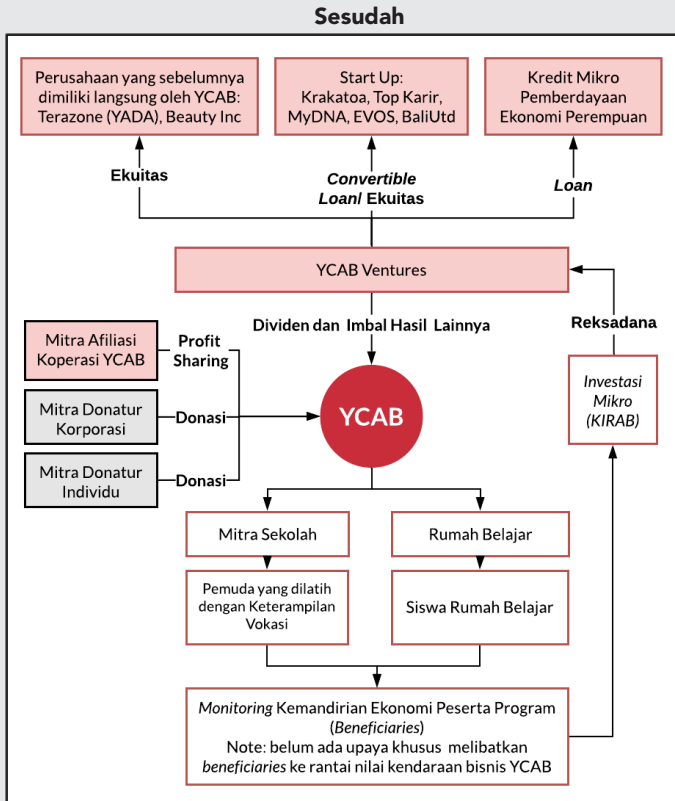 Sesudah
Perusahaan yang sebelumnya
dimiliki langsung oleh YCAB:
Terazone (YADA), Beauty Inc
Start Up:
Krakatoa, Top Karir,
MyDNA, EVOS, BaliUtd
Kredit Mikro
Pemberdayaan
Ekonomi Perempuan
Ekuitas
Convertible
Loan/ Ekuitas
Loan
YCAB Ventures
Dividen dan Imbal Hasil Lainnya
Reksadana
Mitra Afiliasi
Koperasi YCAB
Profit
Sharing
Investasi
Mikro
(KIRAB)
Mitra Donatur
Korporasi
Donasi
YCAB
Mitra Donatur
Individu
Donasi
Mitra Sekolah
Rumah Belajar
Pemuda yang dilatih
dengan Keterampilan
Vokasi
Siswa Rumah Belajar
Monitoring Kemandirian Ekonomi Peserta Program
(Beneficiaries)
Note: belum ada upaya khusus melibatkan
beneficiaries ke rantai nilai kendaraan bisnis YCAB